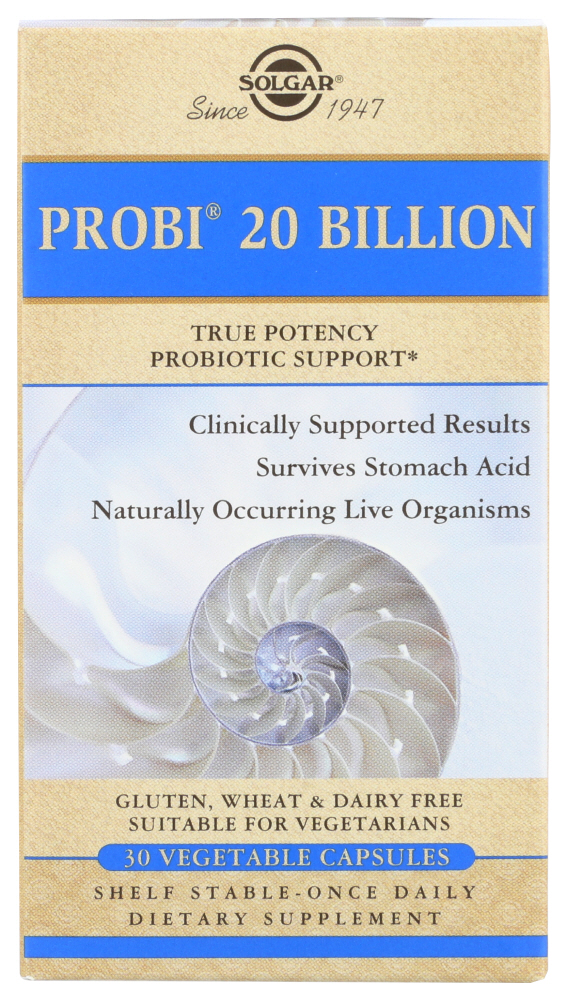 SOLGAR®
Since 1947
PROBI® 20 BILLION
TRUE POTENCY
PROBIOTIC SUPPORT*
Clinically Supported Results
Survives Stomach Acid
Naturally Occurring Live Organisms
GLUTEN, WHEAT & DAIRY FREE
SUITABLE FOR VEGETARIANS
30 VEGETABLE CAPSULES
SHELF STABLE-ONCE DAILY
DIETARY SUPPLEMENT